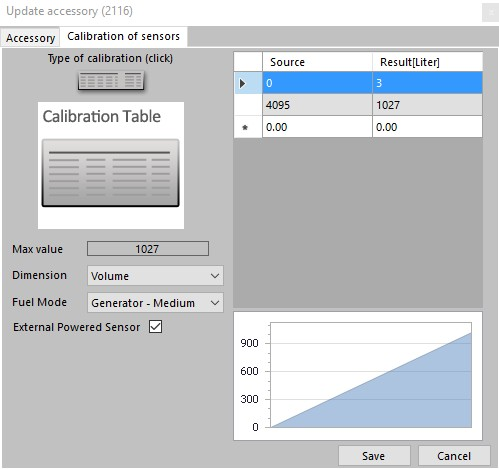 Update accessory (2116)
Accessory
Calibration of sensors
Type of calibration (click)
Calibration Table
Max value
1027
Dimension
Volume
Fuel Mode
Generator - Medium
External Powered Sensor
Source
Result[Liter]
0
3
4095
1027
0.00
0.00
900
600
300
0
Save
Cancel